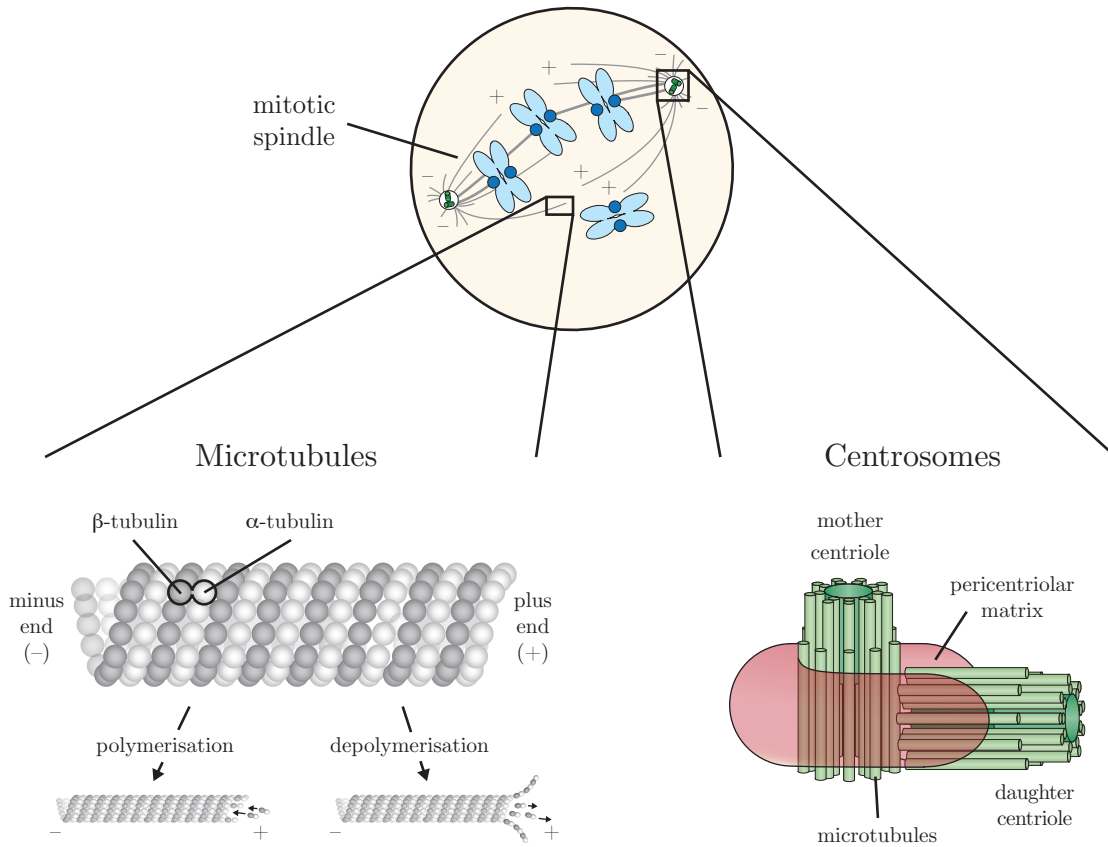 mitotic
spindle
–
+
+
–
–
+
+
–
–
Microtubules
β-tubulin
α-tubulin
minus
end
(–)
plus
end
(+)
polymerisation
depolymerisation
–
+
–
+
Centrosomes
mother
centriole
pericentriolar
matrix
daughter
centriole
microtubules